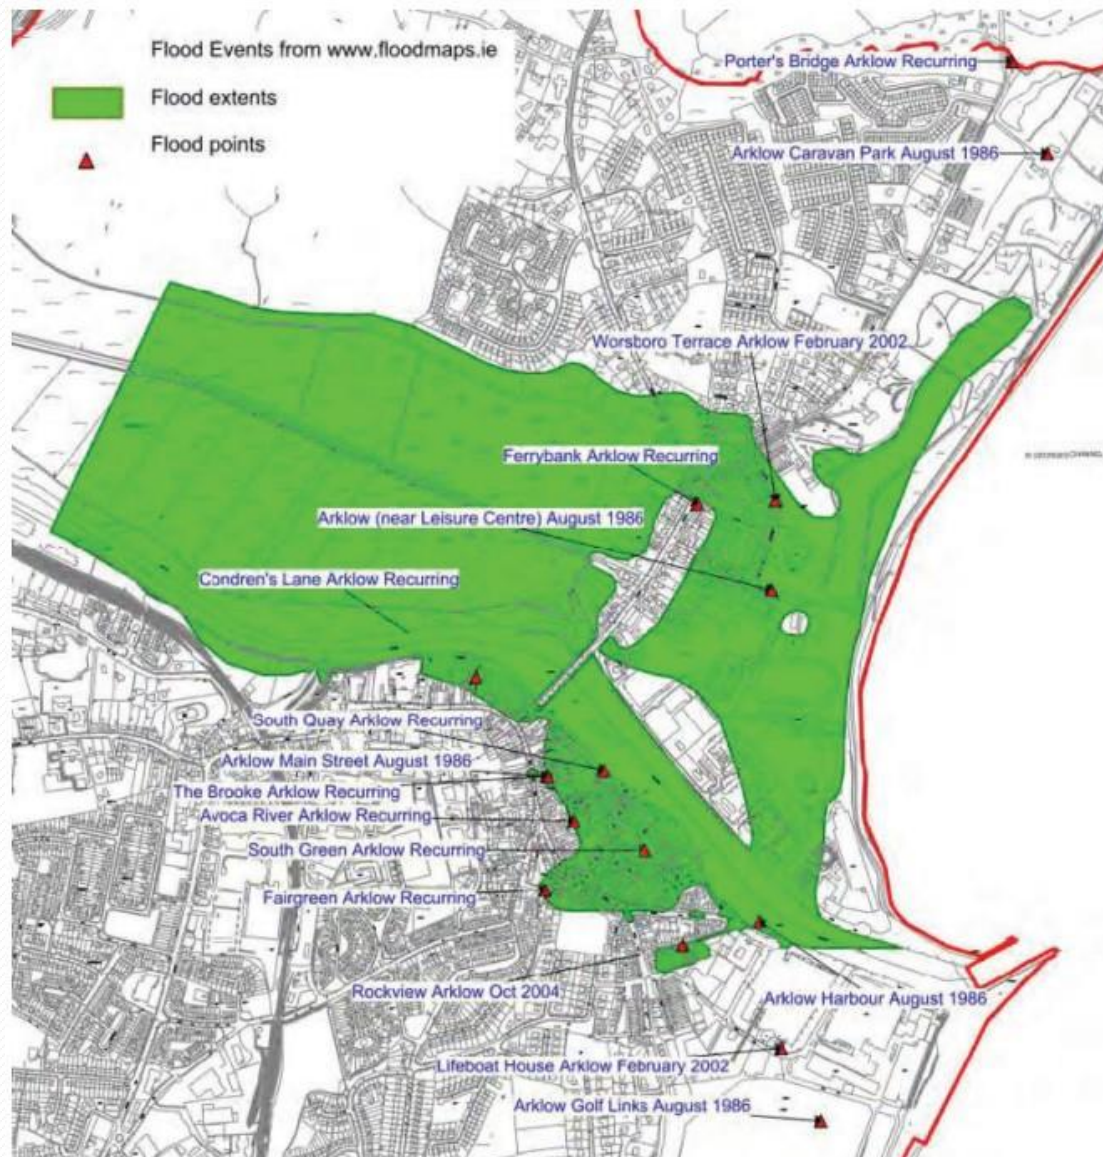 Flood Events from www.floodmaps.ie
Flood extents
Flood points
Porter's Bridge Arklow Recurring
Arklow Caravan Park August 1986
Worsboro Terrace Arklow February 2002
Ferrybank Arklow Recurring
Arklow (near Leisure Centre) August 1986
Condren's Lane Arklow Recurring
South Quay Arklow Recurring
Arklow Main Street August 1986
The Brooke Arklow Recurring
Avoca River Arklow Recurring
South Green Arklow Recurring
Fairgreen Arklow Recurring
Rockview Arklow Oct 2004
Arklow Harbour August 1986
Lifeboat House Arklow February 2002
Arklow Golf Links August 1986